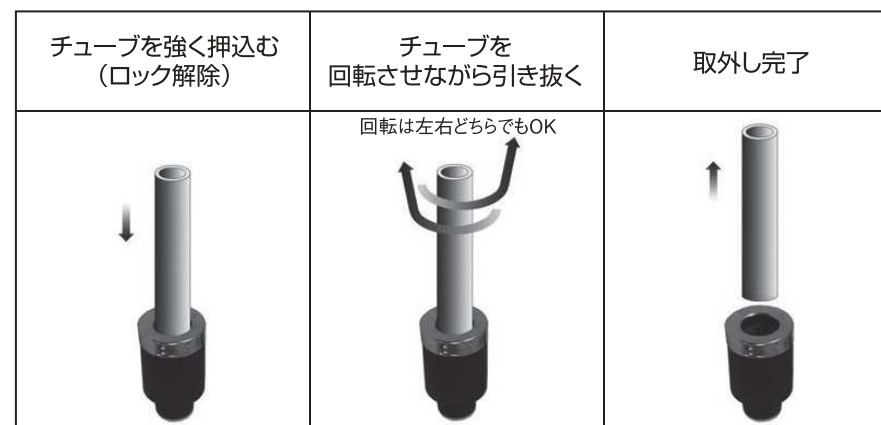 チューブを強く押込む
（ロック解除）
チューブを
回転させながら引き抜く
取外し完了
回転は左右どちらでもOK